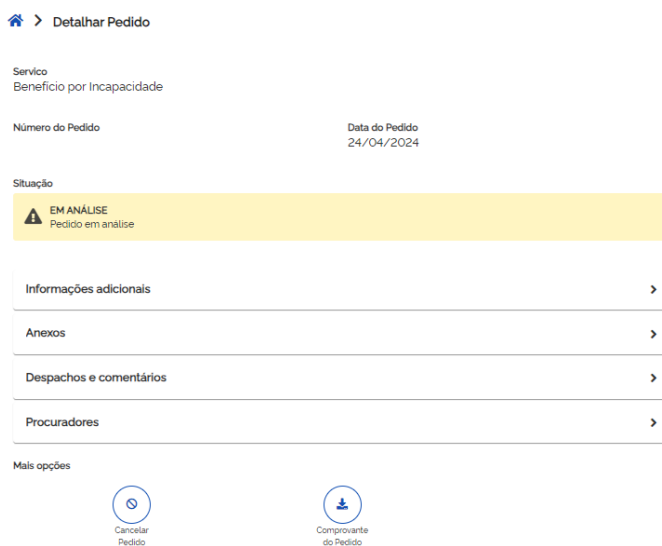 Detalhar Pedido
Servico
Benefício por Incapacidade
Número do Pedido
Data do Pedido
24/04/2024
Situação
EM ANÁLISE
Pedido em análise
Informações adicionais
Anexos
Despachos e comentários
Procuradores
Mais opções
Cancelar
Pedido
Comprovante
do Pedido